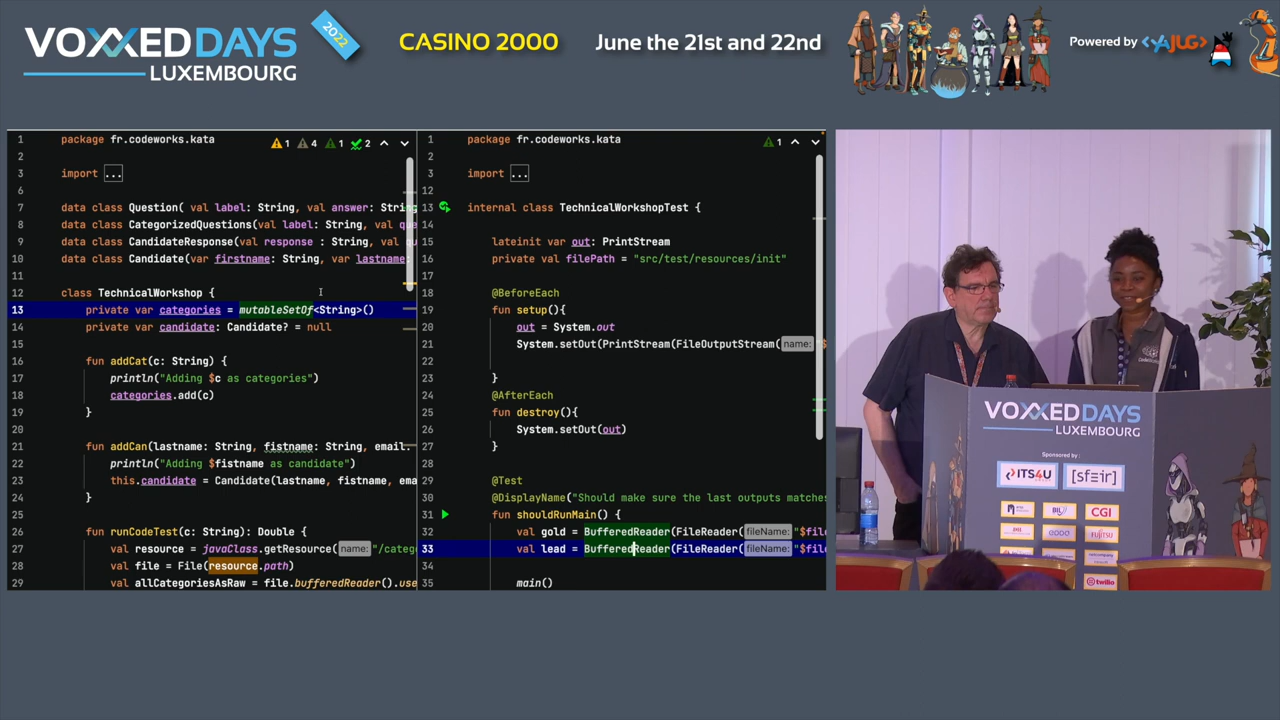 VOXXED DAYS
LUXEMBOURG
2022
CASINO 2000
June the 21st and 22nd
Powered by <YAJUG>
1 package fr.codeworks.kata
1 4 1 2
2
3 import ...
6
7 data class Question( val label: String, val answer: Strin
8 data class CategorizedQuestions(val label: String, val que
9 data class CandidateResponse(val response : String, val qu
10 data class Candidate(var firstname: String, var lastname:
11
12 class TechnicalWorkshop {
13 private var categories = mutableSetOf<String>()
14 private var candidate: Candidate? = null
15
16 fun addCat(c: String) {
17 println("Adding $c as categories")
18 categories.add(c)
19 }
20
21 fun addCan(lastname: String, fistname: String, email:
22 println("Adding $fistname as candidate")
23 this.candidate = Candidate(lastname, fistname, ema
24 }
25
26 fun runCodeTest(c: String): Double {
27 val resource = javaClass.getResource( name: "/categ
28 val file = File(resource.path)
29 val allCategoriesAsRaw = file.bufferedReader().use
1 package fr.codeworks.kata
1
2
3 import ...
12
13 internal class TechnicalWorkshopTest {
14
15 lateinit var out: PrintStream
16 private val filePath = "src/test/resources/init"
17
18 @BeforeEach
19 fun setup(){
20 out = System.out
21 System.setOut(PrintStream(FileOutputStream( name: "$
22
23 }
24 @AfterEach
25 fun destroy(){
26 System.setOut(out)
27 }
28
29 @Test
30 @DisplayName("Should make sure the last outputs matches
31 fun shouldRunMain() {
32 val gold = BufferedReader(FileReader( fileName: "$fil
33 val lead = BufferedReader(FileReader( fileName: "$fil
34
35 main()
VOXXED DAYS
LUXEMBOURG
Sponsored by :
ITS4U
[sfeir]
BIL
CGI
FUJITSU
twilio